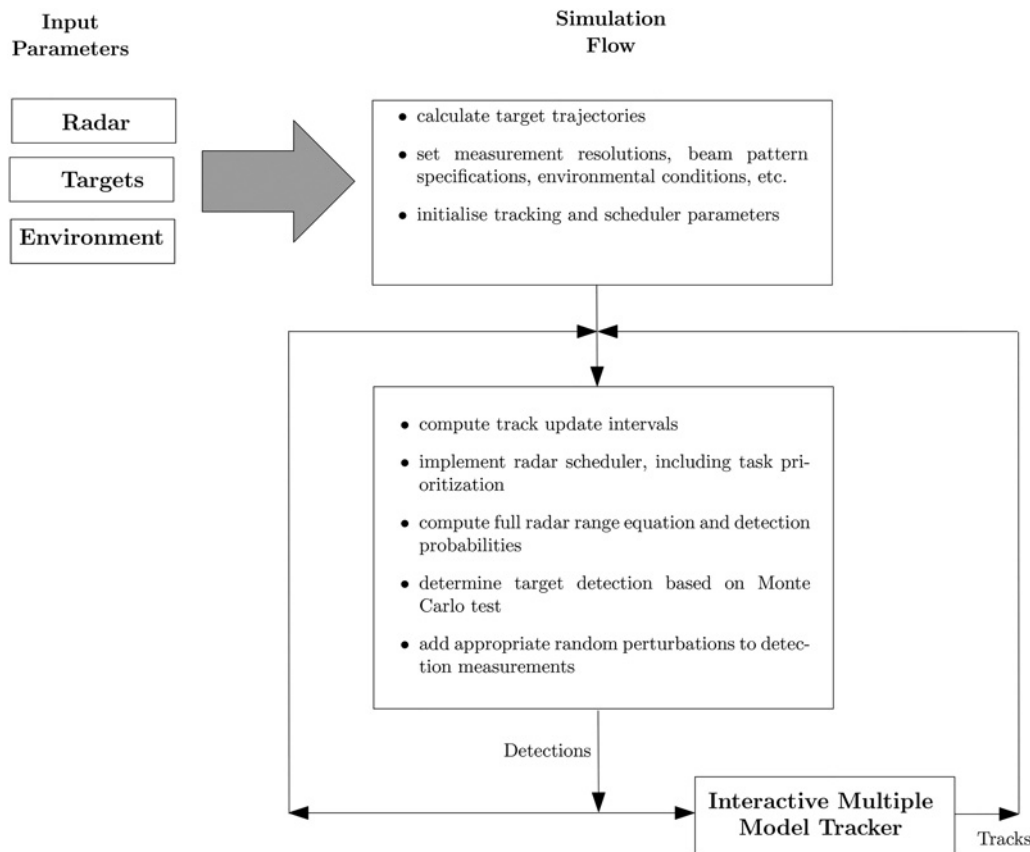 Input
Parameters
Simulation
Flow
Radar
Targets
Environment
• calculate target trajectories
• set measurement resolutions, beam pattern
specifications, environmental conditions, etc.
• initialise tracking and scheduler parameters
• compute track update intervals
• implement radar scheduler, including task pri-
oritization
• compute full radar range equation and detection
probabilities
• determine target detection based on Monte
Carlo test
• add appropriate random perturbations to detec-
tion measurements
Detections
Interactive Multiple
Model Tracker
Tracks